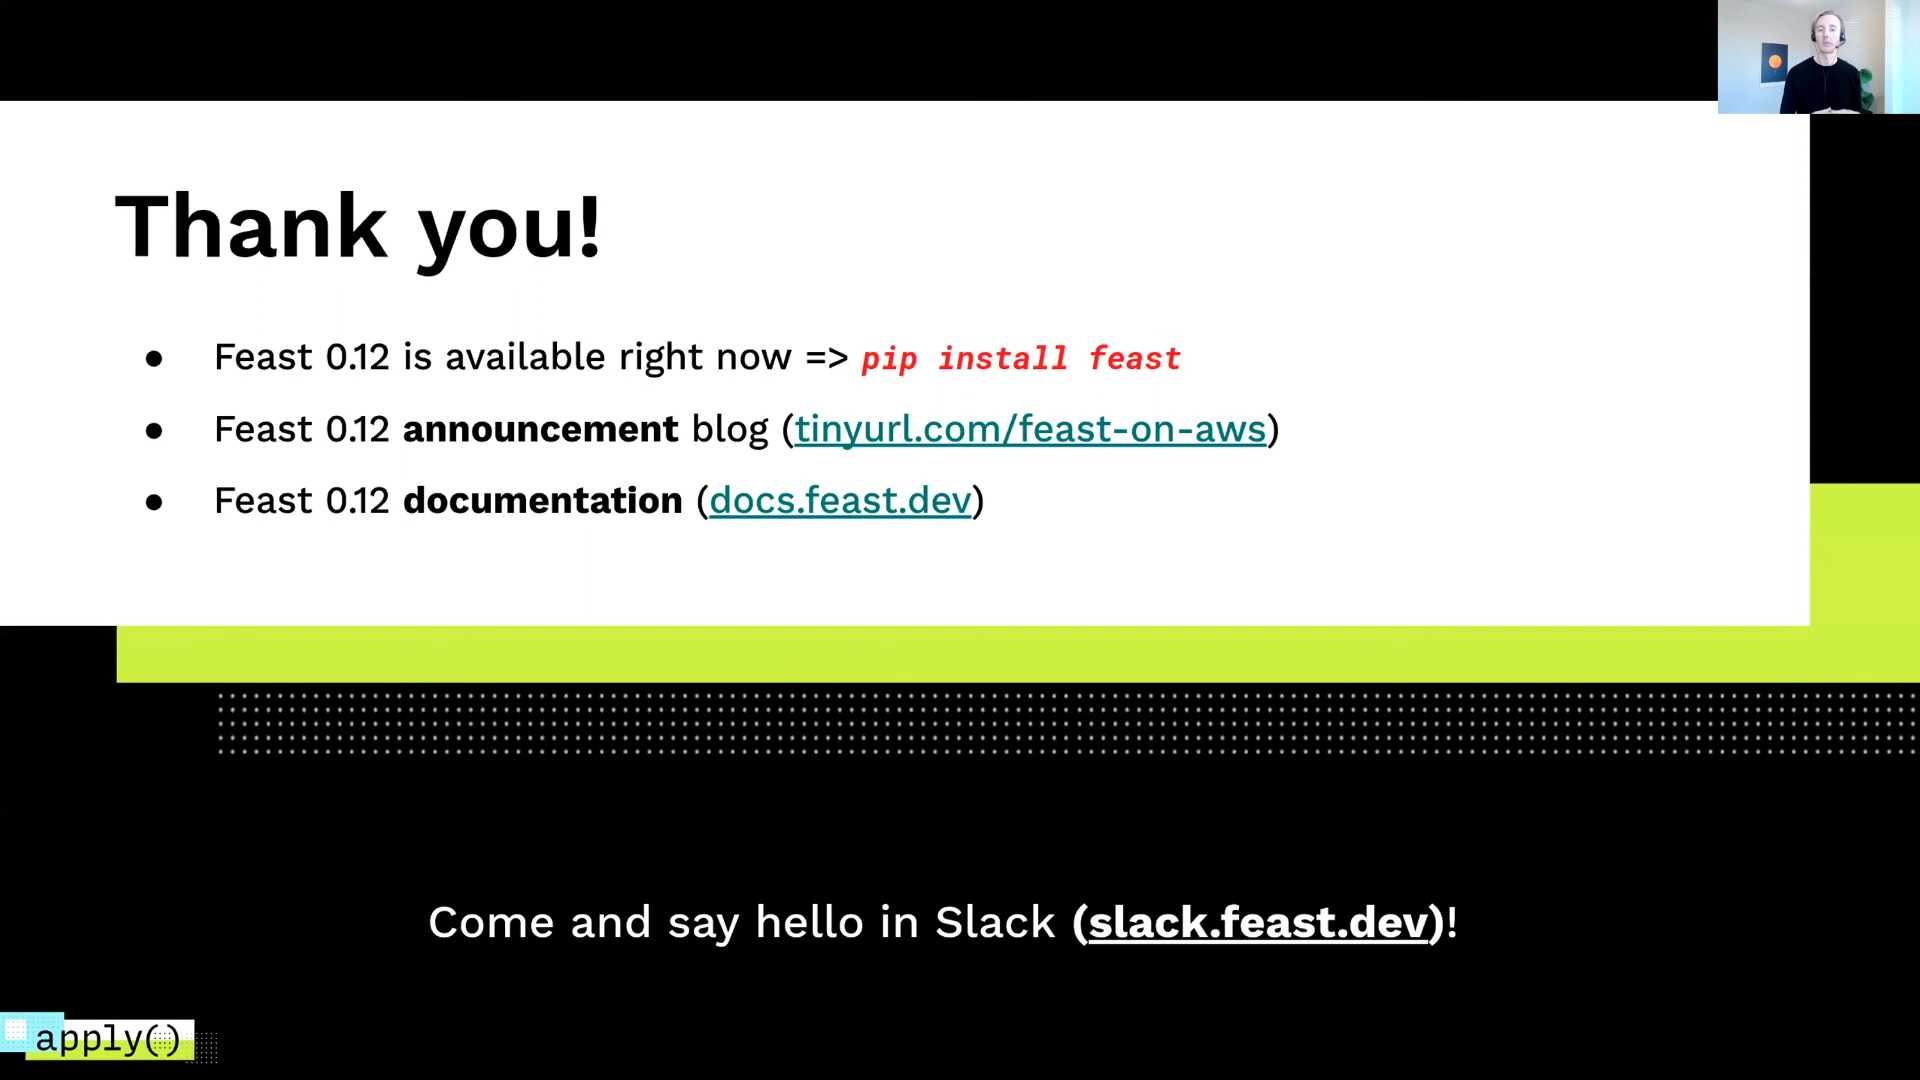 Thank you!
● Feast 0.12 is available right now => pip install feast
● Feast 0.12 announcement blog (tinyurl.com/feast-on-aws)
● Feast 0.12 documentation (docs.feast.dev)
Come and say hello in Slack (slack.feast.dev)!
apply()